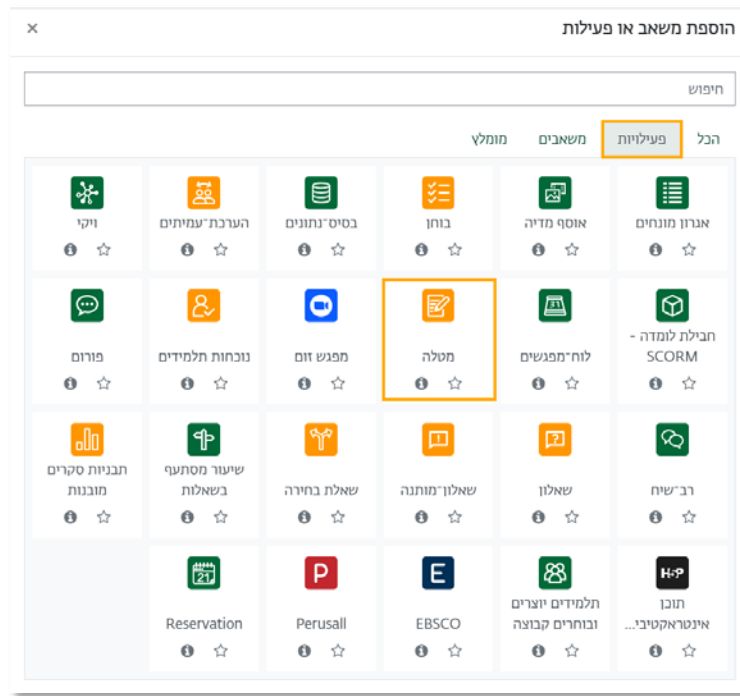 הוספת משאב או פעילות
×
חיפוש
הכל
פעילויות
משאבים
מומלץ
אגרון מונחים
אוסף מדיה
בוחן
בסיס־נתונים
הערכת־עמיתים
ויקי
חבילת לומדה -
SCORM
לוח־מפגשים
מטלה
מפגש זום
נוכחות תלמידים
פורום
רב־שיח
שאלון
שאלון־מותנה
שאלת בחירה
שיעור מסתעף
בשאלות
תבניות סקרים
מובנות
H-P
תוכן
אינטראקטיבי...
תלמידים יוצרים
ובוחרים קבוצה
E
EBSCO
P
Perusall
21
Reservation